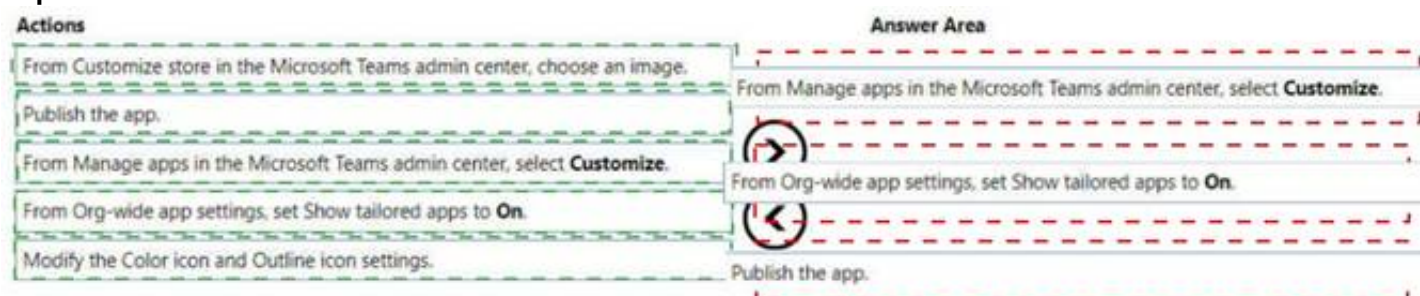 Actions
Answer Area
From Customize store in the Microsoft Teams admin center, choose an image.
Publish the app.
From Manage apps in the Microsoft Teams admin center, select Customize.
From Org-wide app settings, set Show tailored apps to On.
Modify the Color icon and Outline icon settings.
From Manage apps in the Microsoft Teams admin center, select Customize.
From Org-wide app settings, set Show tailored apps to On.
Publish the app.